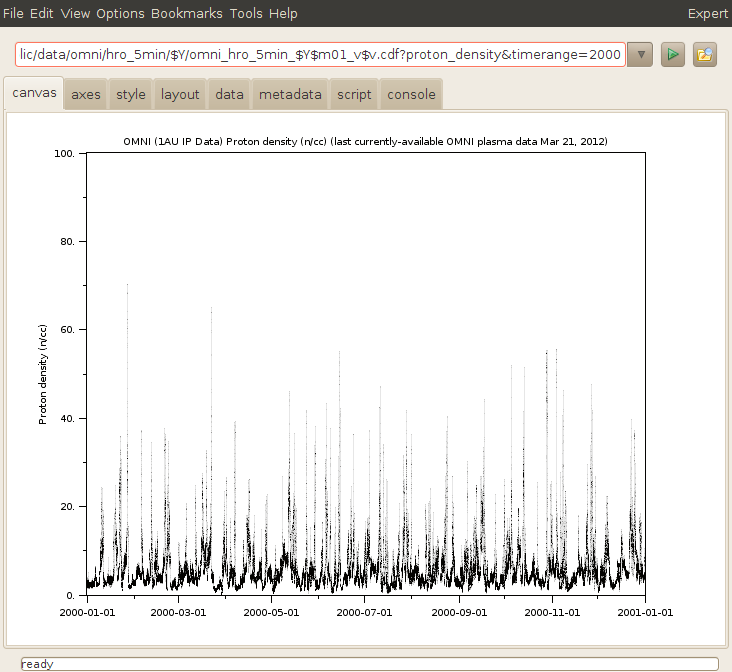 File Edit View Options Bookmarks Tools Help Expert
lic/data/omni/hro_5min/$Y/omni_hro_5min_$Y$m01_v$v.cdf?proton_density&timerange=2000
canvas axes style layout data metadata script console
OMNI (1AU IP Data) Proton density (n/cc) (last currently-available OMNI plasma data Mar 21, 2012)
100.
80.
60.
40.
20.
0.
Proton density (n/cc)
2000-01-01 2000-03-01 2000-05-01 2000-07-01 2000-09-01 2000-11-01 2001-01-01
ready